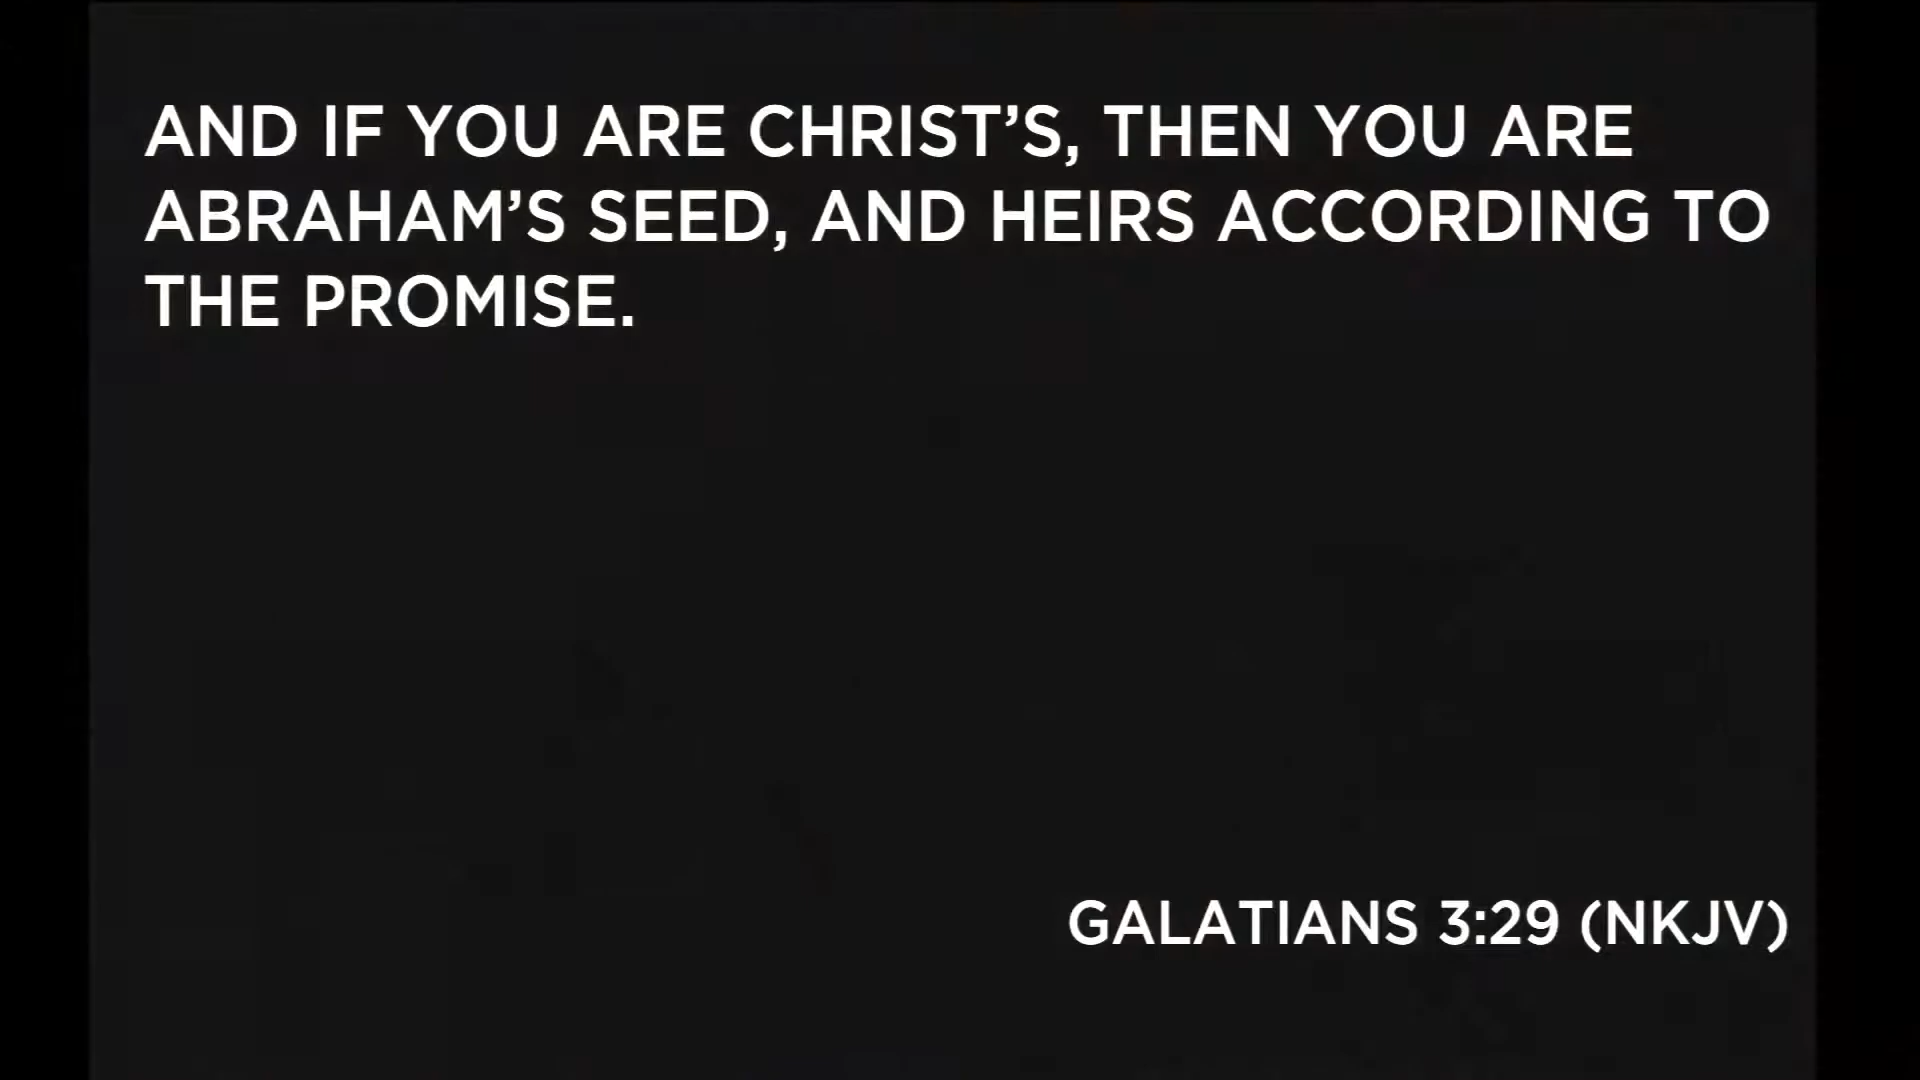 AND IF YOU ARE CHRIST’S, THEN YOU ARE
ABRAHAM’S SEED, AND HEIRS ACCORDING TO
THE PROMISE.
GALATIANS 3:29 (NKJV)